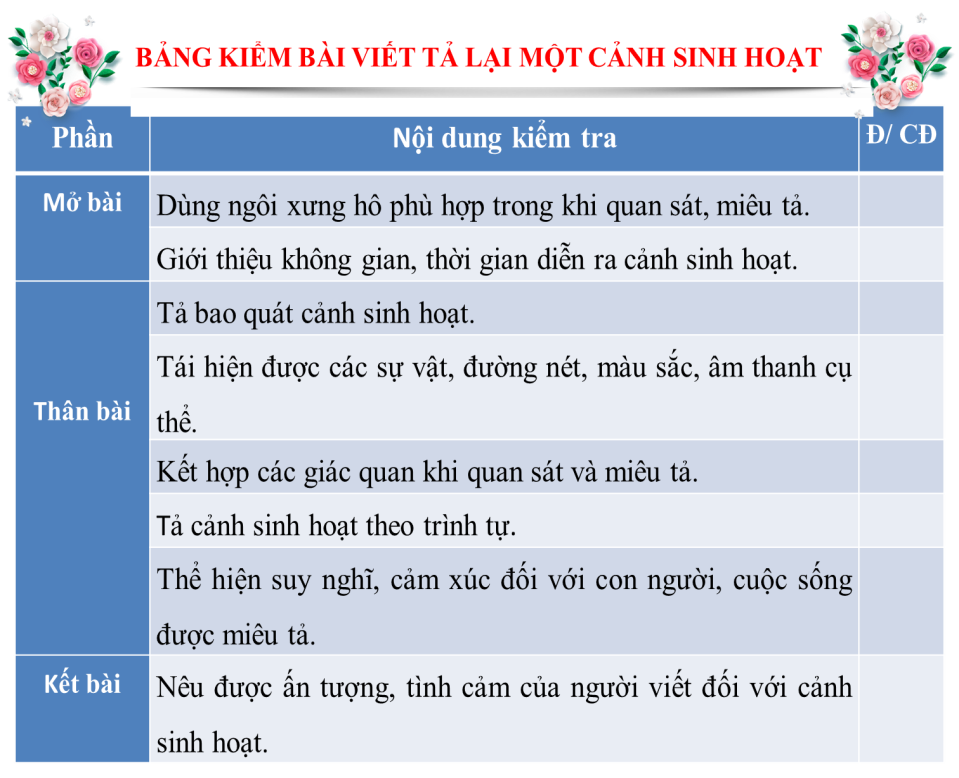 BẢNG KIỂM BÀI VIẾT TẢ LẠI MỘT CẢNH SINH HOẠT
Phần Nội dung kiểm tra Đ/ CĐ
Mở bài Dùng ngôi xưng hô phù hợp trong khi quan sát, miêu tả.
Giới thiệu không gian, thời gian diễn ra cảnh sinh hoạt.
Tả bao quát cảnh sinh hoạt.
Tái hiện được các sự vật, đường nét, màu sắc, âm thanh cụ
Thân bài
thể.
Kết hợp các giác quan khi quan sát và miêu tả.
Tả cảnh sinh hoạt theo trình tự.
Thể hiện suy nghĩ, cảm xúc đối với con người, cuộc sống
được miêu tả.
Kết bài Nêu được ấn tượng, tình cảm của người viết đối với cảnh
sinh hoạt.